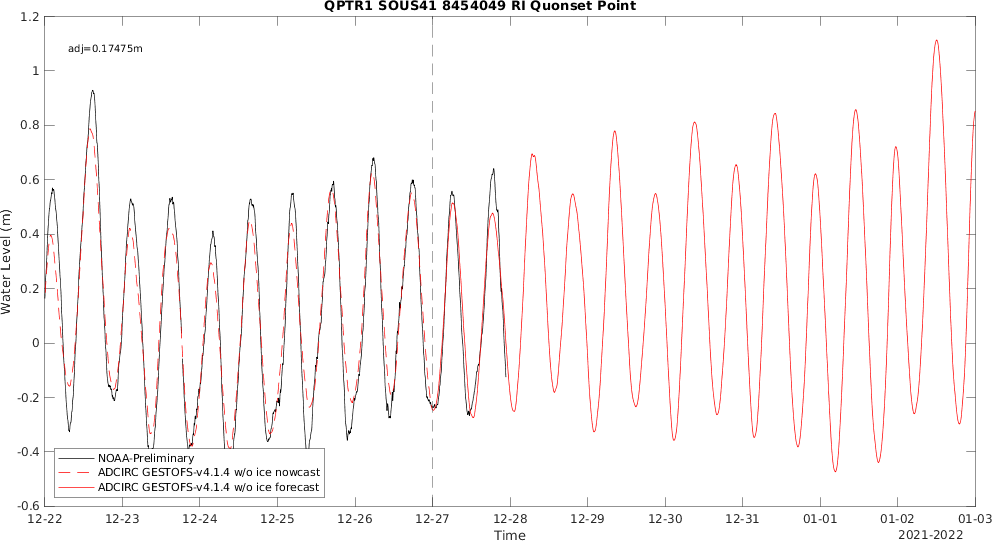 QPTR1 SOUS41 8454049 RI Quonset Point
adj=0.17475m
Water Level (m)
1.2
1
0.8
0.6
0.4
0.2
0
-0.2
-0.4
-0.6
NOAA-Preliminary
ADCIRC GESTOFS-v4.1.4 w/o ice nowcast
ADCIRC GESTOFS-v4.1.4 w/o ice forecast
12-22 12-23 12-24 12-25 12-26 12-27 12-28 12-29 12-30 12-31 01-01 01-02 01-03
Time
2021-2022